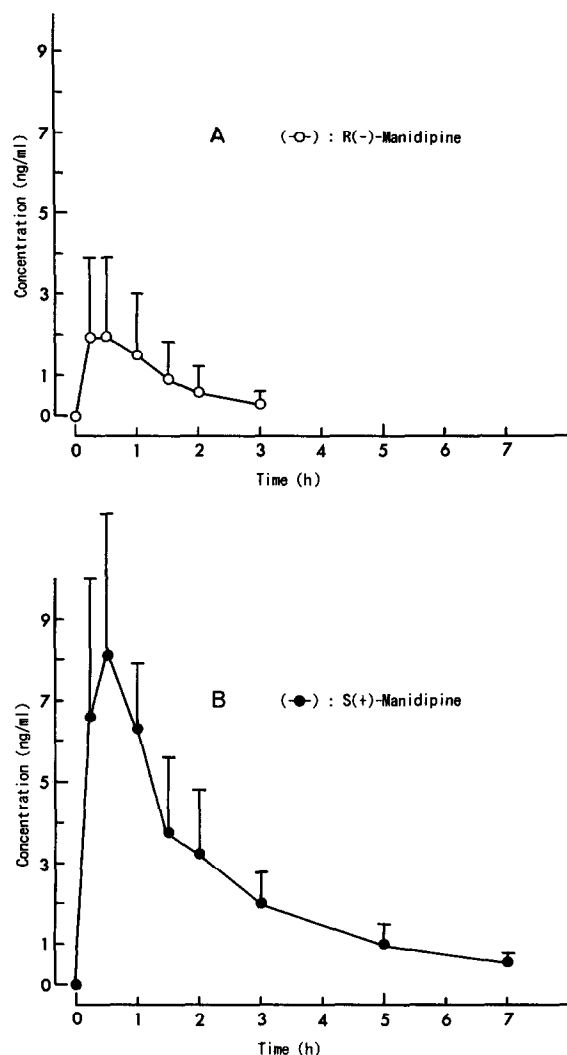 9
7
5
3
1
0
Concentration (ng/ml)
A (-○-) : R(-)-Manidipine
0 1 2 3 4 5 6 7
Time (h)
9
7
5
3
1
0
Concentration (ng/ml)
B (-●-) : S(+)-Manidipine
0 1 2 3 4 5 6 7
Time (h)